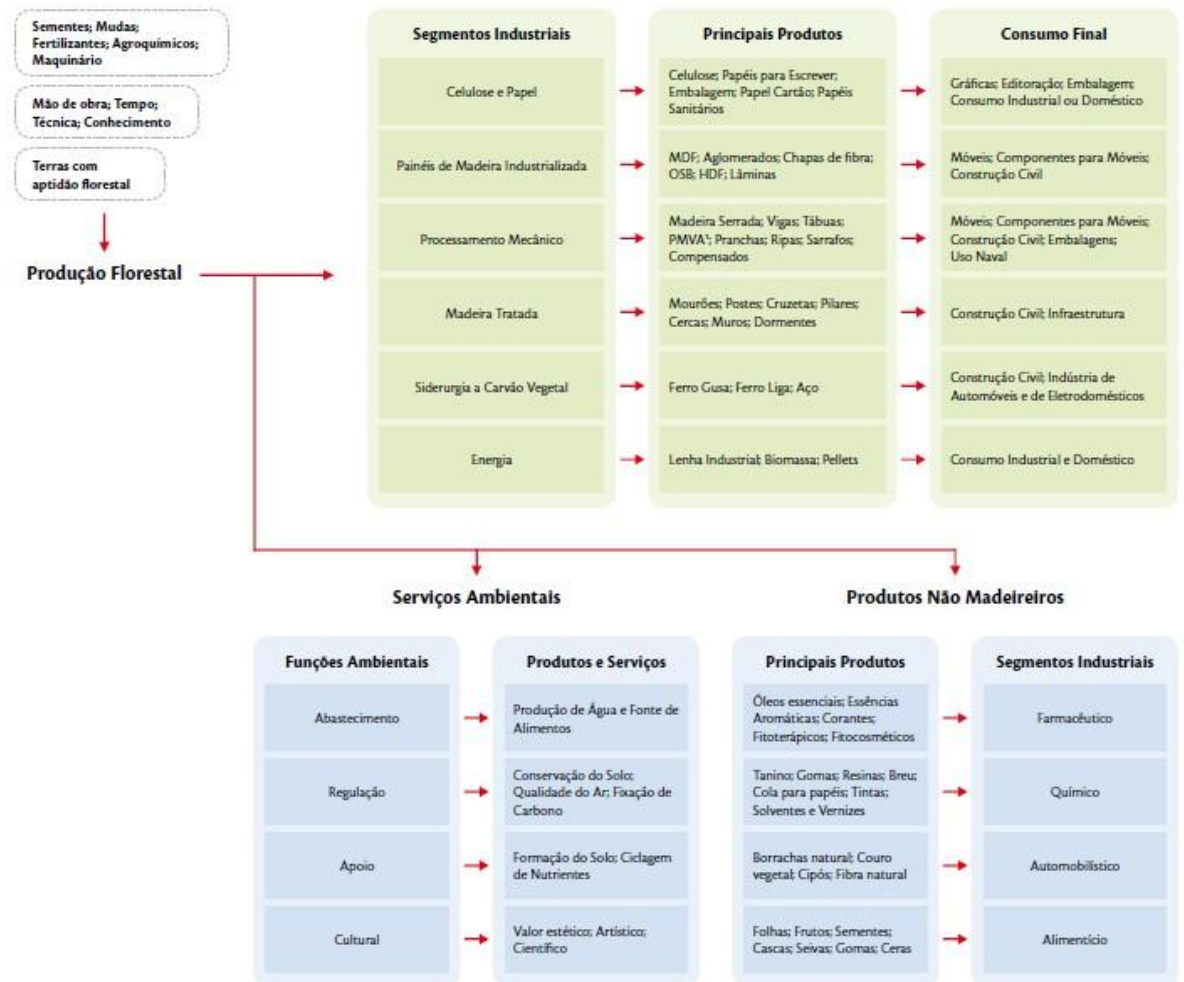 Sementes; Mudas;
Fertilizantes; Agroquímicos;
Maquinário
Mão de obra; Tempo;
Técnica; Conhecimento
Terras com
aptidão florestal
Produção Florestal
Segmentos Industriais
Principais Produtos
Consumo Final
Celulose e Papel
Celulose; Papéis para Escrever;
Embalagem; Papel Cartão; Papéis
Sanitários
Gráficas; Editoração; Embalagem;
Consumo Industrial ou Doméstico
Painéis de Madeira Industrializada
MDF; Aglomerados; Chapas de fibra;
OSB; HDF; Lâminas
Móveis; Componentes para Móveis;
Construção Civil
Processamento Mecânico
Madeira Serrada; Vigas; Tábuas;
PMVA¹; Pranchas; Ripas; Sarrafos;
Compensados
Móveis; Componentes para Móveis;
Construção Civil; Embalagens;
Uso Naval
Madeira Tratada
Mourões; Postes; Cruzetas; Pilares;
Cercas; Muros; Dormentes
Construção Civil; Infraestrutura
Siderurgia a Carvão Vegetal
Ferro Gusa; Ferro Liga; Aço
Construção Civil; Indústria de
Automóveis e de Eletrodomésticos
Energia
Lenha Industrial; Biomassa; Pellets
Consumo Industrial e Doméstico
Serviços Ambientais
Funções Ambientais
Produtos e Serviços
Abastecimento
Produção de Água e Fonte de
Alimentos
Regulação
Conservação do Solo;
Qualidade do Ar; Fixação de
Carbono
Apoio
Formação do Solo; Ciclagem
de Nutrientes
Cultural
Valor estético; Artístico;
Científico
Produtos Não Madeireiros
Principais Produtos
Segmentos Industriais
Óleos essenciais; Essências
Aromáticas; Corantes;
Fitoterápicos; Fitocosméticos
Farmacêutico
Tanino; Gomas; Resinas; Breu;
Cola para papéis; Tintas;
Solventes e Vernizes
Químico
Borrachas natural; Couro
vegetal; Cipós; Fibra natural
Automobilístico
Folhas; Frutos; Sementes;
Cascas; Seivas; Gomas; Ceras
Alimentício